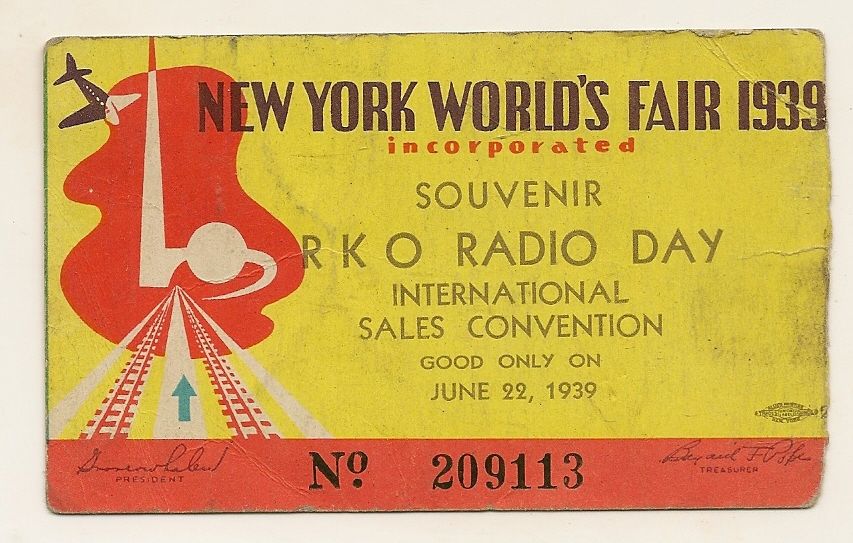 NEW YORK WORLD'S FAIR 1939
incorporated
SOUVENIR
RKO RADIO DAY
INTERNATIONAL
SALES CONVENTION
GOOD ONLY ON
JUNE 22, 1939
PRESIDENT
Nº 209113
TREASURER